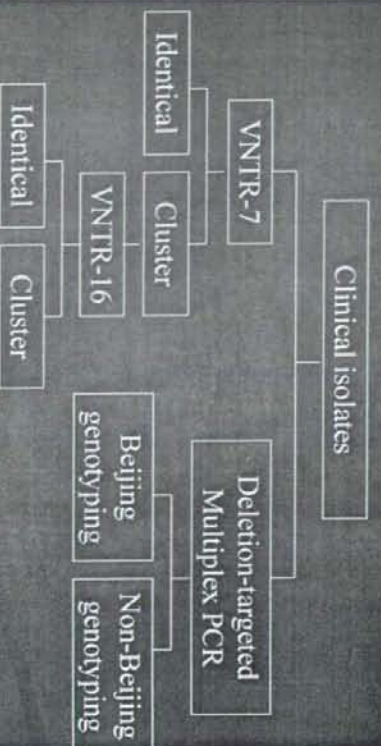 Clinical isolates
VNTR-7
Deletion-targeted
Multiplex PCR
Identical
Cluster
Beijing
genotyping
Non-Beijing
genotyping
VNTR-16
Identical
Cluster